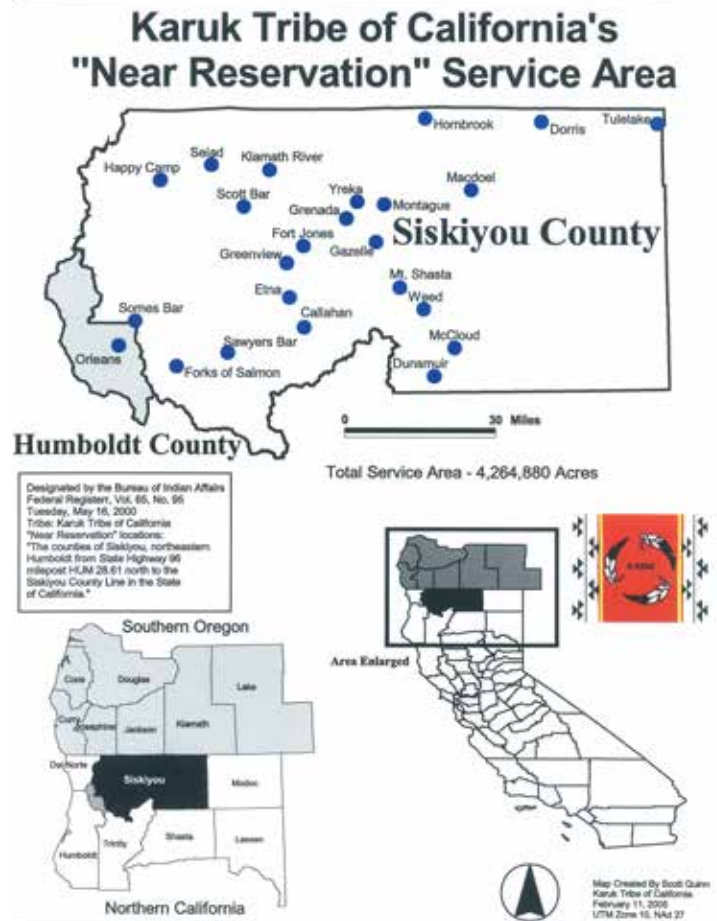 Karuk Tribe of California's
"Near Reservation" Service Area
Hornbrook
Dorris
Tulelake
Seiad
Klamath River
Happy Camp
Macdoel
Scott Bar
Yreka
Montague
Grenada
Siskiyou County
Fort Jones
Gazelle
Greenview
Mt. Shasta
Etna
Weed
Somes Bar
Callahan
McCloud
Sawyers Bar
Orleans
Forks of Salmon
Dunsmuir
0 30 Miles
Humboldt County
Total Service Area - 4,264,880 Acres
Designated by the Bureau of Indian Affairs
Federal Registerr, Vol. 65, No. 95
Tuesday, May 16, 2000
Tribe: Karuk Tribe of California
"Near Reservation" locations:
"The counties of Siskiyou, northeastern
Humboldt from State Highway 96
milepost HUM 28.61 north to the
Siskiyou County Line in the State
of California."
Southern Oregon
Area Enlarged
Coos
Douglas
Lake
Curry
Josephine
Jackson
Klamath
Del Norte
Siskiyou
Modoc
Humboldt
Trinity
Shasta
Lassen
Northern California
Map Created By Scott Quinn
Karuk Tribe of California
UTM Zone 10, NAd 27